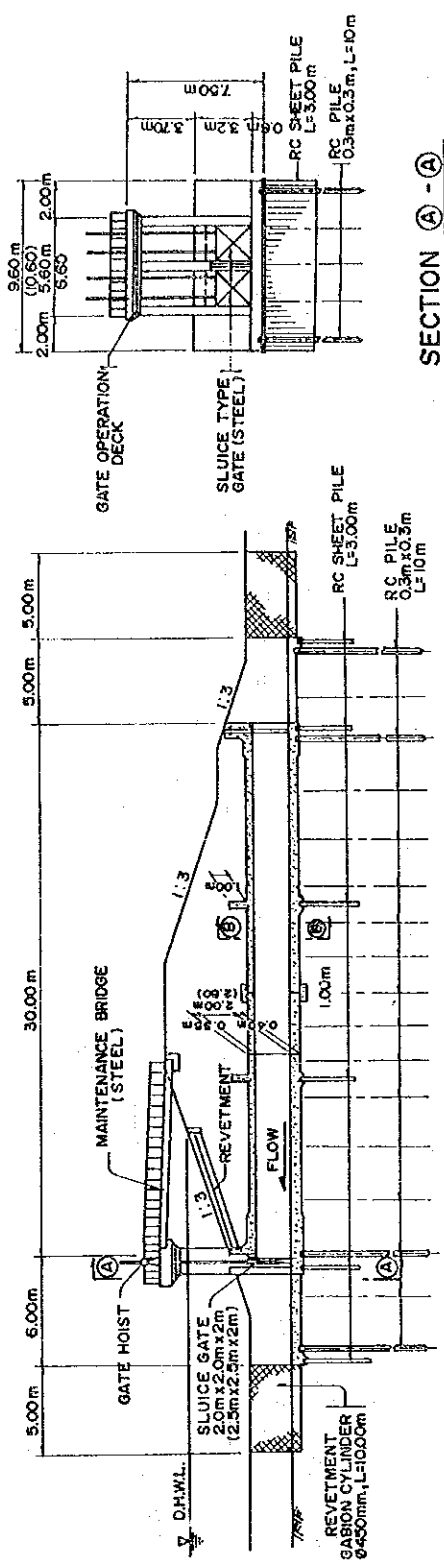 5.00m
6.00m
30.00m
5.00m
5.00m
D.H.W.L.
GATE HOIST
MAINTENANCE BRIDGE
(STEEL)
A
1:3
1:3
1:3
REVETMENT
SLUICE GATE
2.0m x 2.0m x 2m
(2.5m x 2.5m x 2m)
FLOW
2.00m
1.00m
B
B
1.00m
A
REVETMENT
GABION CYLINDER
Ø450mm, L=10.00m
RC SHEET PILE
L=3.00m
RC PILE
0.3m x 0.3m
L=10m
9.60m
(10.60)
2.00m
5.60m
6.60
2.00m
GATE OPERATION
DECK
SLUICE TYPE
GATE (STEEL)
3.70m
3.2m
7.50m
RC SHEET PILE
L=3.00m
RC PILE
0.3m x 0.3m, L=10m
SECTION A - A